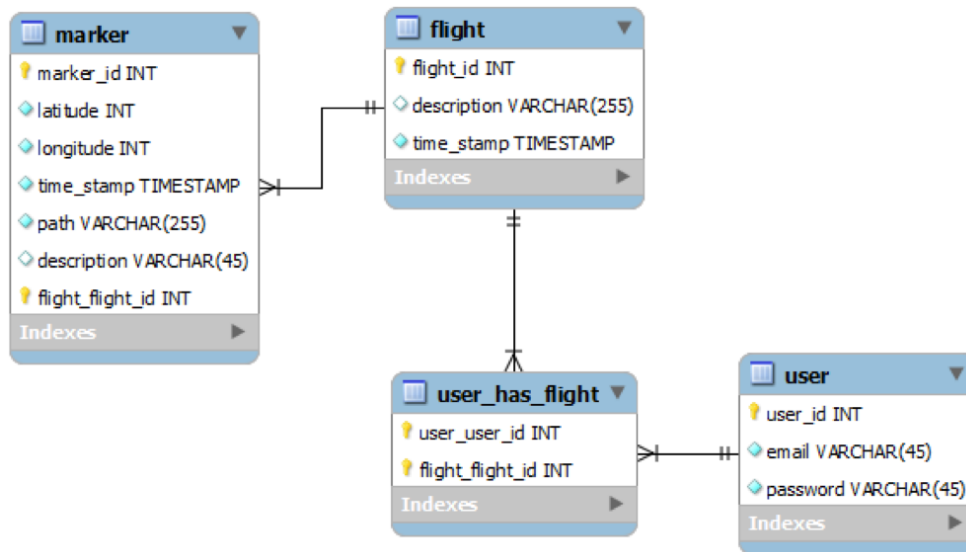 marker
marker_id INT
latitude INT
longitude INT
time_stamp TIMESTAMP
path VARCHAR(255)
description VARCHAR(45)
flight_flight_id INT
Indexes
flight
flight_id INT
description VARCHAR(255)
time_stamp TIMESTAMP
Indexes
user_has_flight
user_user_id INT
flight_flight_id INT
Indexes
user
user_id INT
email VARCHAR(45)
password VARCHAR(45)
Indexes